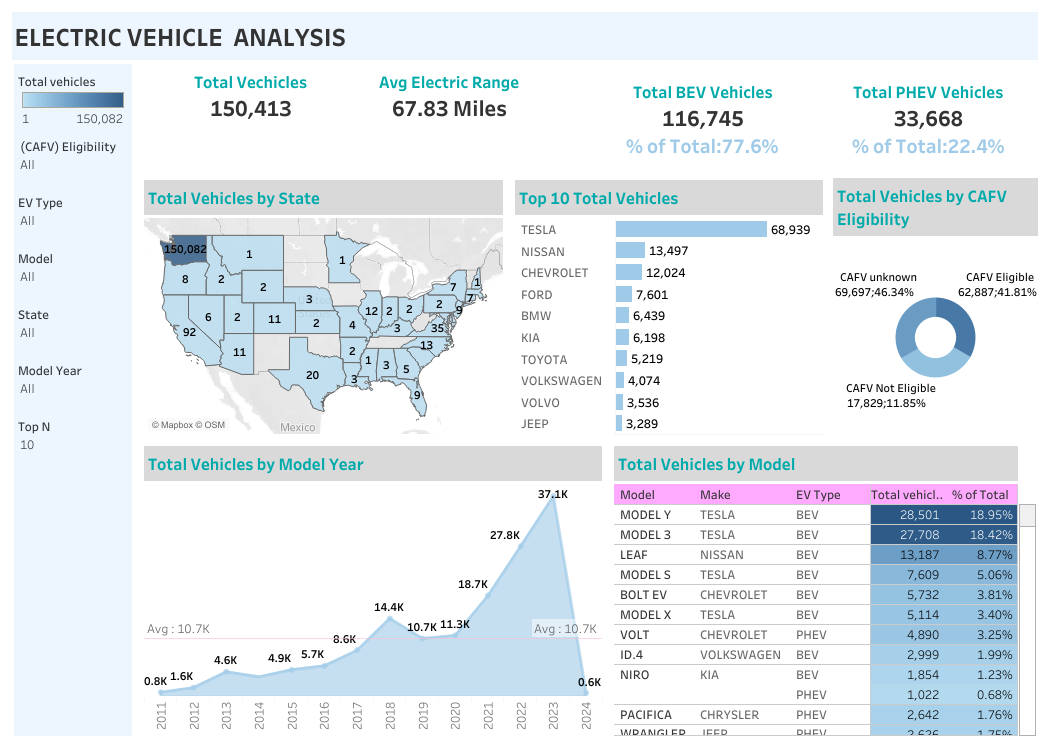 ELECTRIC VEHICLE ANALYSIS
Total vehicles
1 150,082
(CAFV) Eligibility
All
EV Type
All
Model
All
State
All
Model Year
All
Top N
10
Total Vechicles
150,413
Avg Electric Range
67.83 Miles
Total BEV Vehicles
116,745
% of Total:77.6%
Total PHEV Vehicles
33,668
% of Total:22.4%
Total Vehicles by State
150,082
1
1
8
2
2
7
1
3
2
7
9
92
6
2
11
2
4
12
2
2
3
35
13
11
20
2
3
1
3
5
9
United
States
Mexico
© Mapbox © OSM
Top 10 Total Vehicles
TESLA 68,939
NISSAN 13,497
CHEVROLET 12,024
FORD 7,601
BMW 6,439
KIA 6,198
TOYOTA 5,219
VOLKSWAGEN 4,074
VOLVO 3,536
JEEP 3,289
Total Vehicles by CAFV
Eligibility
CAFV unknown
69,697;46.34%
CAFV Eligible
62,887;41.81%
CAFV Not Eligible
17,829;11.85%
Total Vehicles by Model Year
37.1K
27.8K
18.7K
14.4K
10.7K 11.3K
8.6K
4.9K 5.7K
4.6K
0.8K 1.6K
0.6K
Avg : 10.7K
Avg : 10.7K
2011
2012
2013
2014
2015
2016
2017
2018
2019
2020
2021
2022
2023
2024
Total Vehicles by Model
Model Make EV Type Total vehicl.. % of Total
MODEL Y TESLA BEV 28,501 18.95%
MODEL 3 TESLA BEV 27,708 18.42%
LEAF NISSAN BEV 13,187 8.77%
MODEL S TESLA BEV 7,609 5.06%
BOLT EV CHEVROLET BEV 5,732 3.81%
MODEL X TESLA BEV 5,114 3.40%
VOLT CHEVROLET PHEV 4,890 3.25%
ID.4 VOLKSWAGEN BEV 2,999 1.99%
NIRO KIA BEV 1,854 1.23%
PHEV 1,022 0.68%
PACIFICA CHRYSLER PHEV 2,642 1.76%
WRANGLER JEEP PHEV 2,626 1.75%